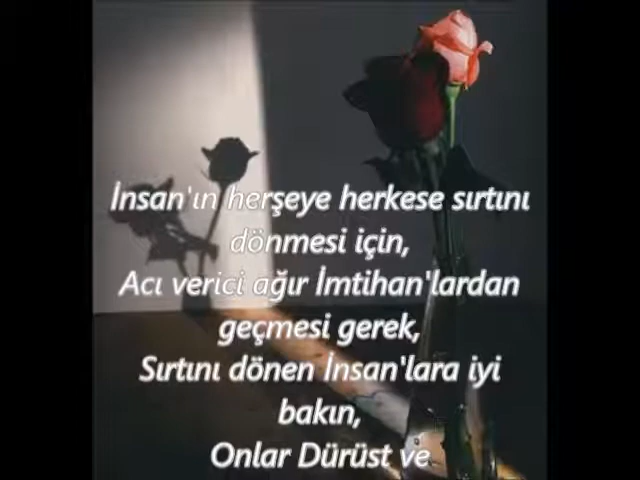 İnsan'ın herşeye herkese sırtını
dönmesi için,
Acı verici ağır İmtihan'lardan
geçmesi gerek,
Sırtını dönen İnsan'lara iyi
bakın,
Onlar Dürüst ve